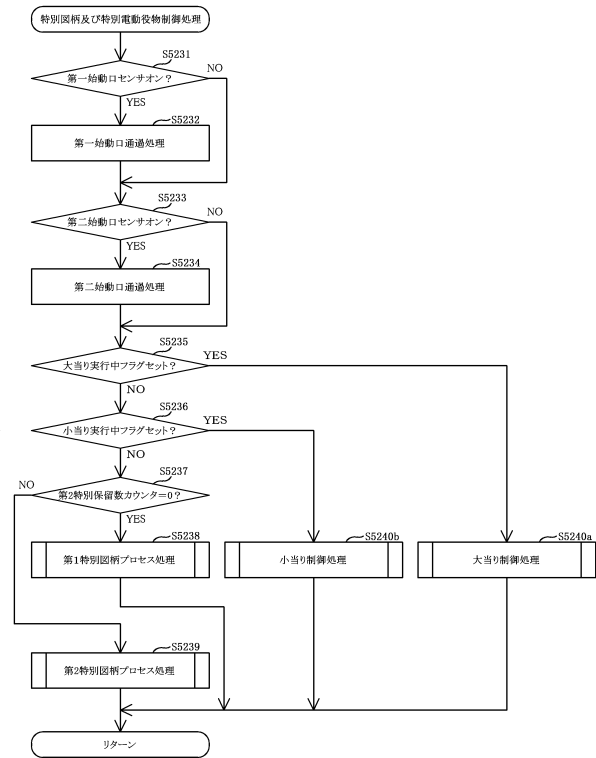 特別図柄及び特別電動役物制御処理
S5231
第一始動口センサオン？
NO
YES
S5232
第一始動口通過処理
S5233
第二始動口センサオン？
NO
YES
S5234
第二始動口通過処理
S5235
大当り実行中フラグセット？
YES
NO
S5236
小当り実行中フラグセット？
YES
NO
S5237
NO
第2特別保留数カウンタ＝0？
YES
S5238
第1特別図柄プロセス処理
S5240b
小当り制御処理
S5240a
大当り制御処理
S5239
第2特別図柄プロセス処理
リターン